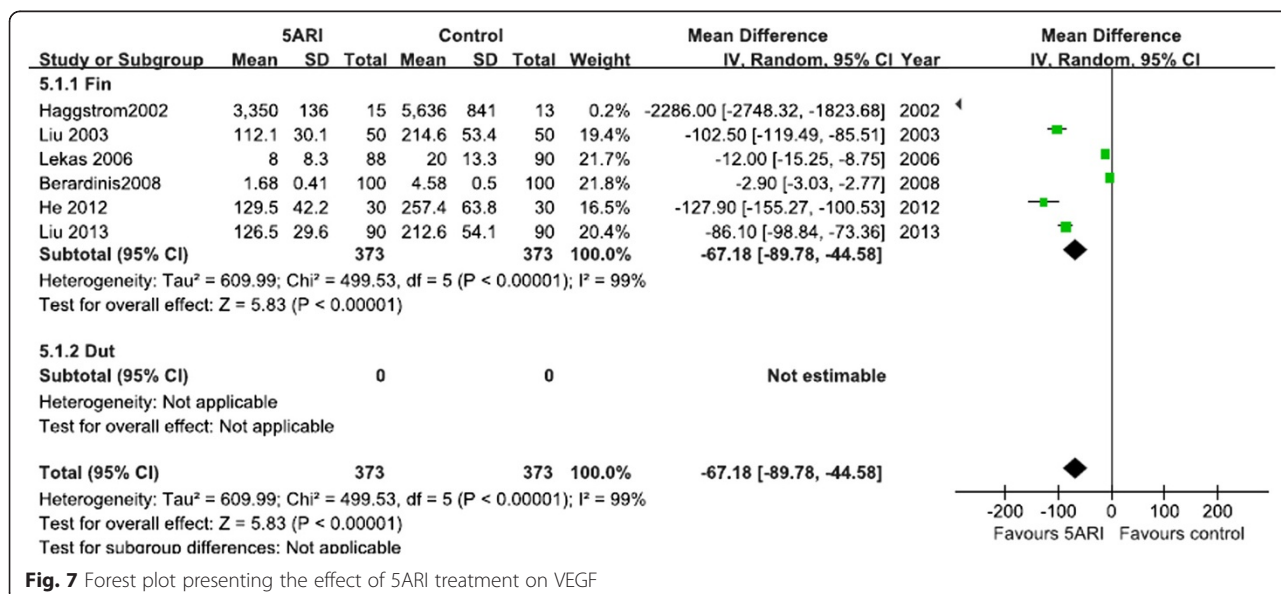 5ARI Control Mean Difference Mean Difference
Study or Subgroup Mean SD Total Mean SD Total Weight IV, Random, 95% CI Year IV, Random, 95% CI
5.1.1 Fin
Haggstrom2002 3,350 136 15 5,636 841 13 0.2% -2286.00 [-2748.32, -1823.68] 2002
Liu 2003 112.1 30.1 50 214.6 53.4 50 19.4% -102.50 [-119.49, -85.51] 2003
Lekas 2006 8 8.3 88 20 13.3 90 21.7% -12.00 [-15.25, -8.75] 2006
Berardinis2008 1.68 0.41 100 4.58 0.5 100 21.8% -2.90 [-3.03, -2.77] 2008
He 2012 129.5 42.2 30 257.4 63.8 30 16.5% -127.90 [-155.27, -100.53] 2012
Liu 2013 126.5 29.6 90 212.6 54.1 90 20.4% -86.10 [-98.84, -73.36] 2013
Subtotal (95% CI) 373 373 100.0% -67.18 [-89.78, -44.58]
Heterogeneity: Tau² = 609.99; Chi² = 499.53, df = 5 (P < 0.00001); I² = 99%
Test for overall effect: Z = 5.83 (P < 0.00001)
5.1.2 Dut
Subtotal (95% CI) 0 0 Not estimable
Heterogeneity: Not applicable
Test for overall effect: Not applicable
Total (95% CI) 373 373 100.0% -67.18 [-89.78, -44.58]
Heterogeneity: Tau² = 609.99; Chi² = 499.53, df = 5 (P < 0.00001); I² = 99%
Test for overall effect: Z = 5.83 (P < 0.00001)
Test for subgroup differences: Not applicable
-200 -100 0 100 200
Favours 5ARI Favours control
Fig. 7 Forest plot presenting the effect of 5ARI treatment on VEGF